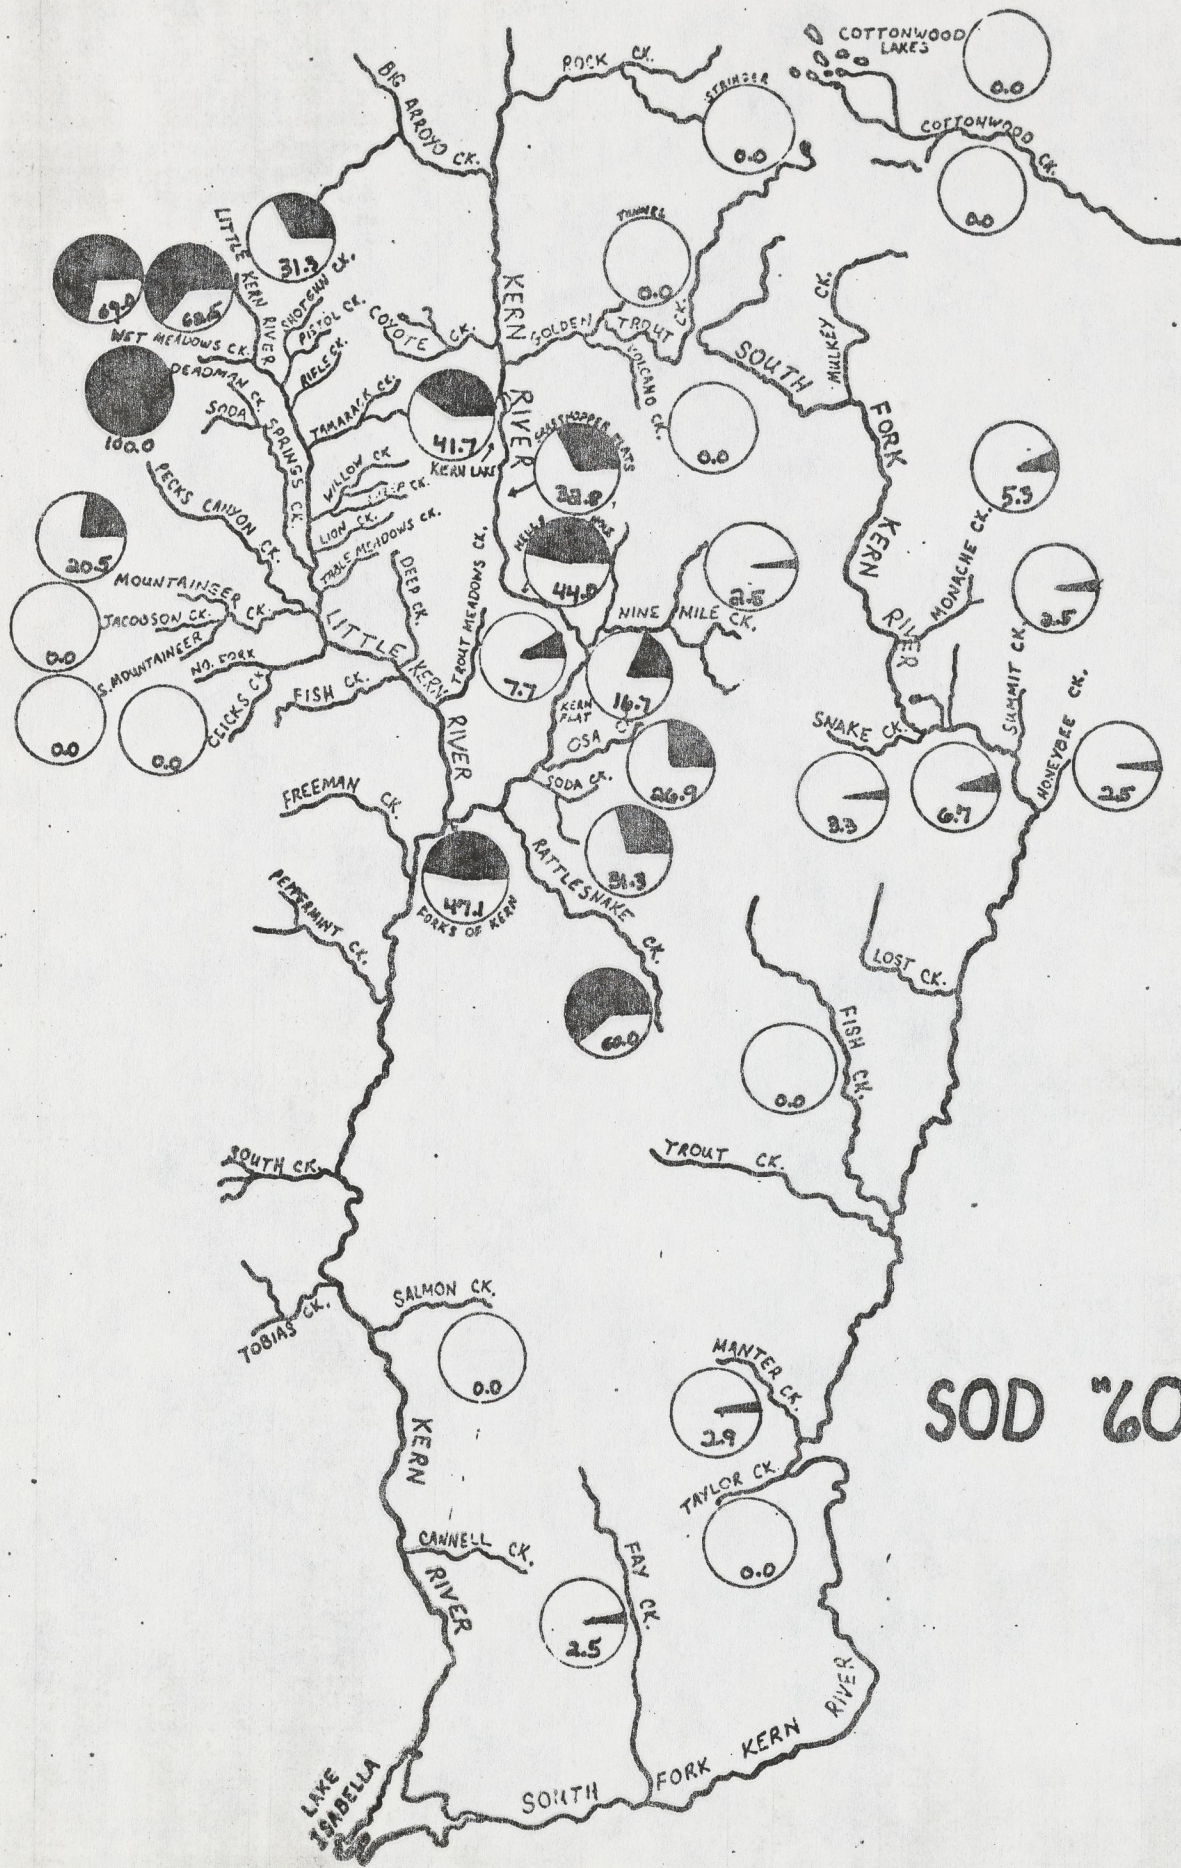 COTTONWOOD
LAKES
0.0
ROCK CK.
STRINGER
0.0
COTTONWOOD CK.
0.0
BIG ARROYO CK.
LITTLE KERN RIVER
31.3
TUNNEL
0.0
69.0
62.5
WET MEADOWS CK.
SHOTGUN CK.
PISTOL CK.
RIFLE CK.
COYOTE CK.
KERN RIVER
GOLDEN TROUT CK.
VOLCANO CK.
0.0
SOUTH FORK KERN RIVER
MULKEY CK.
DEADMAN CK.
100.0
SODA SPRINGS CK.
TAMARACK CK.
41.7
KERN LAKE
GRASSHOPPER FLATS
32.8
WILLOW CK
LION CK.
TABLE MEADOWS CK.
PECKS CANYON CK.
20.5
MOUNTAINEER CK.
JACOBSON CK.
0.0
S. MOUNTAINEER
0.0
NO. FORK
CLICKS CK
0.0
LITTLE KERN RIVER
DEEP CK.
TROUT MEADOWS CK.
FISH CK.
44.8
NINE MILE CK.
2.5
7.7
16.7
KERN
FLAT
OSA CK
26.9
SODA CK.
31.3
5.3
MONACHE CK.
2.5
SUMMIT CK.
HONEYBEE CK.
2.5
SNAKE CK.
3.3
6.7
FREEMAN CK.
47.1
FORKS OF KERN
RATTLESNAKE CK.
60.0
PEPPERMINT CK.
LOST CK.
FISH CK.
0.0
TROUT CK.
SOUTH CK.
TOBIAS CK.
SALMON CK.
0.0
MANTER CK.
2.9
SOD
TAYLOR CK.
0.0
KERN RIVER
CANNELL CK.
FAY CK.
2.5
LAKE
ISABELLA
SOUTH FORK KERN RIVER